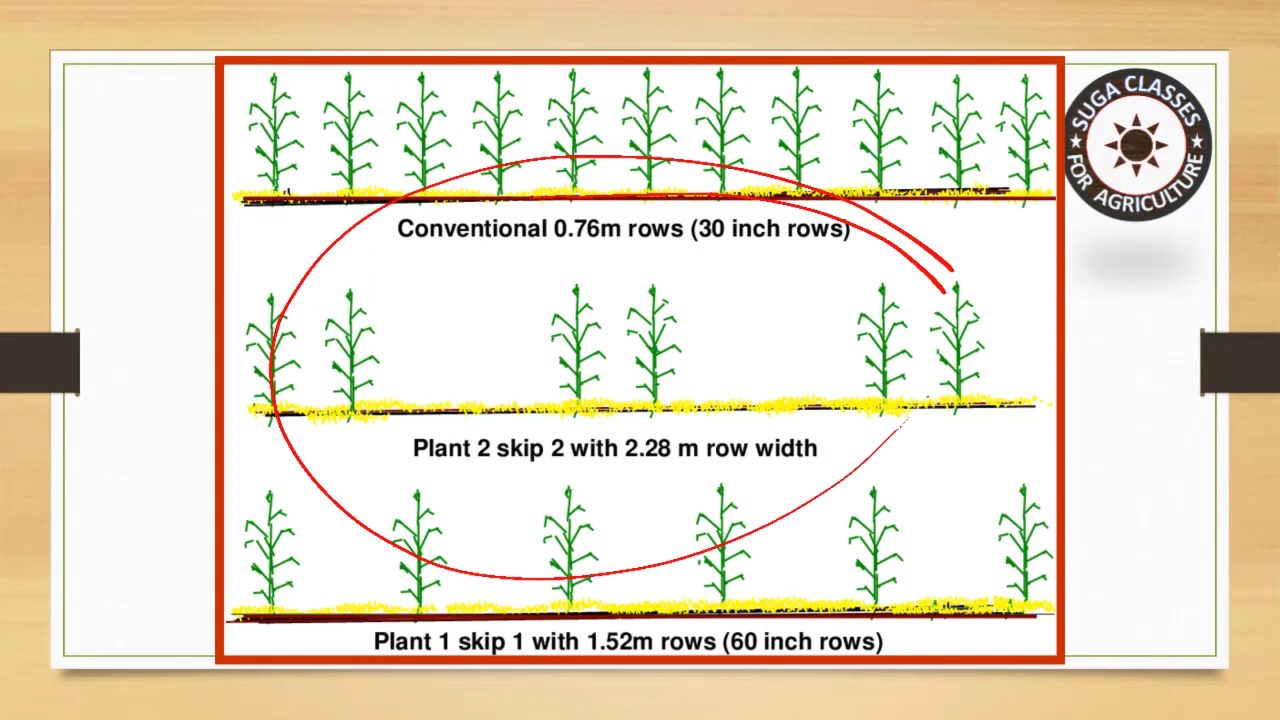 SUGA CLASSES
FOR AGRICULTURE
Conventional 0.76m rows (30 inch rows)
Plant 2 skip 2 with 2.28 m row width
Plant 1 skip 1 with 1.52m rows (60 inch rows)